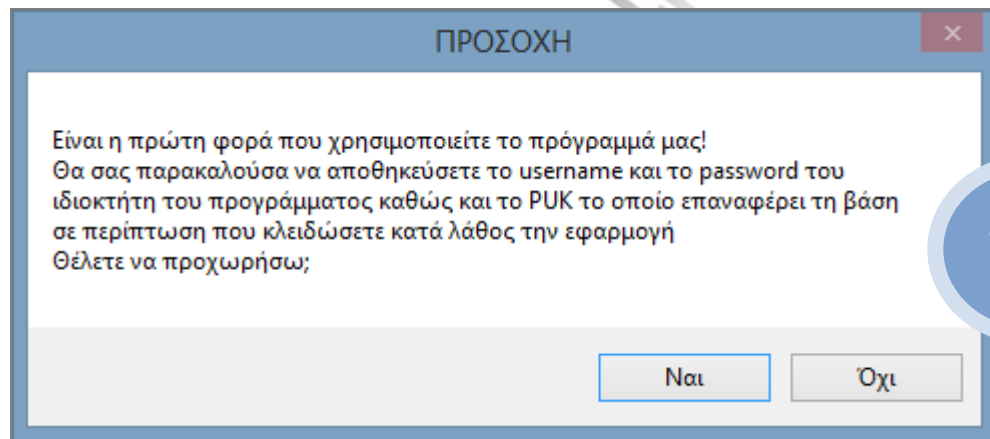 ΠΡΟΣΟΧΗ
Είναι η πρώτη φορά που χρησιμοποιείτε το πρόγραμμά μας!
Θα σας παρακαλούσα να αποθηκεύσετε το username και το password του
ιδιοκτήτη του προγράμματος καθώς και το PUK το οποίο επαναφέρει τη βάση
σε περίπτωση που κλειδώσετε κατά λάθος την εφαρμογή
Θέλετε να προχωρήσω;
Ναι
Όχι